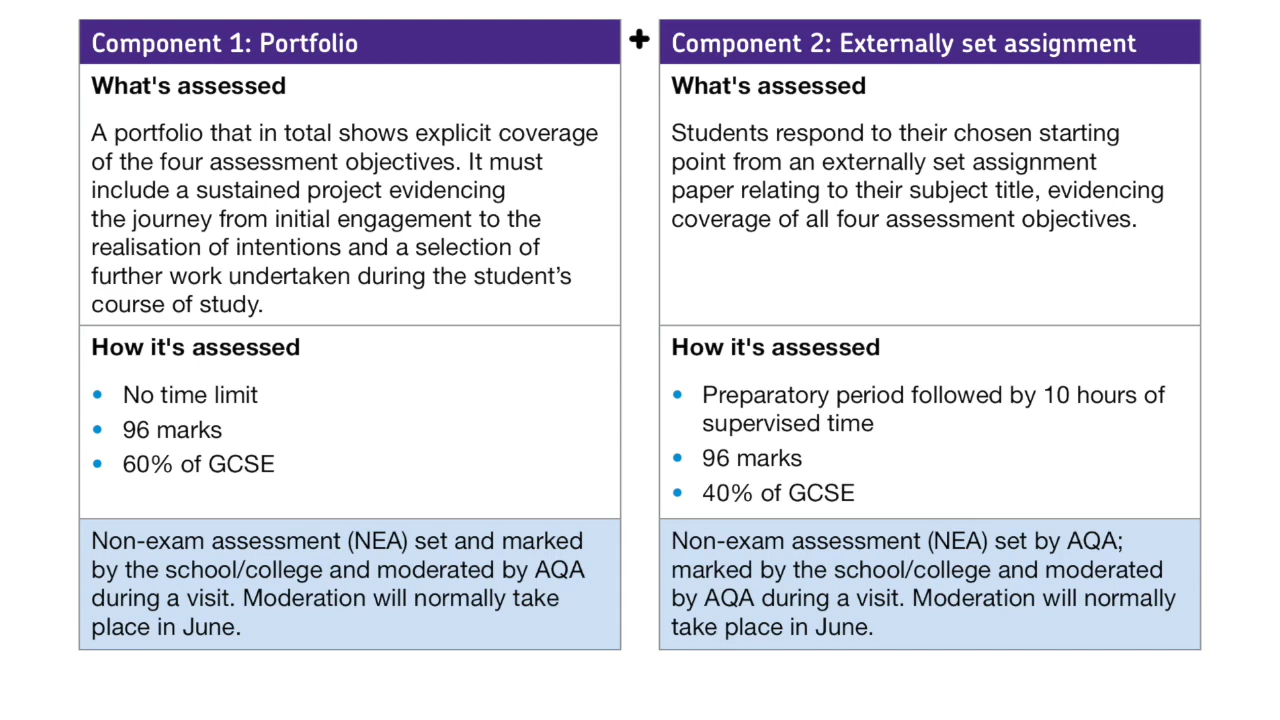 Component 1: Portfolio
What's assessed
A portfolio that in total shows explicit coverage
of the four assessment objectives. It must
include a sustained project evidencing
the journey from initial engagement to the
realisation of intentions and a selection of
further work undertaken during the student’s
course of study.
How it's assessed
• No time limit
• 96 marks
• 60% of GCSE
Non-exam assessment (NEA) set and marked
by the school/college and moderated by AQA
during a visit. Moderation will normally take
place in June.
+
Component 2: Externally set assignment
What's assessed
Students respond to their chosen starting
point from an externally set assignment
paper relating to their subject title, evidencing
coverage of all four assessment objectives.
How it's assessed
• Preparatory period followed by 10 hours of
supervised time
• 96 marks
• 40% of GCSE
Non-exam assessment (NEA) set by AQA;
marked by the school/college and moderated
by AQA during a visit. Moderation will normally
take place in June.